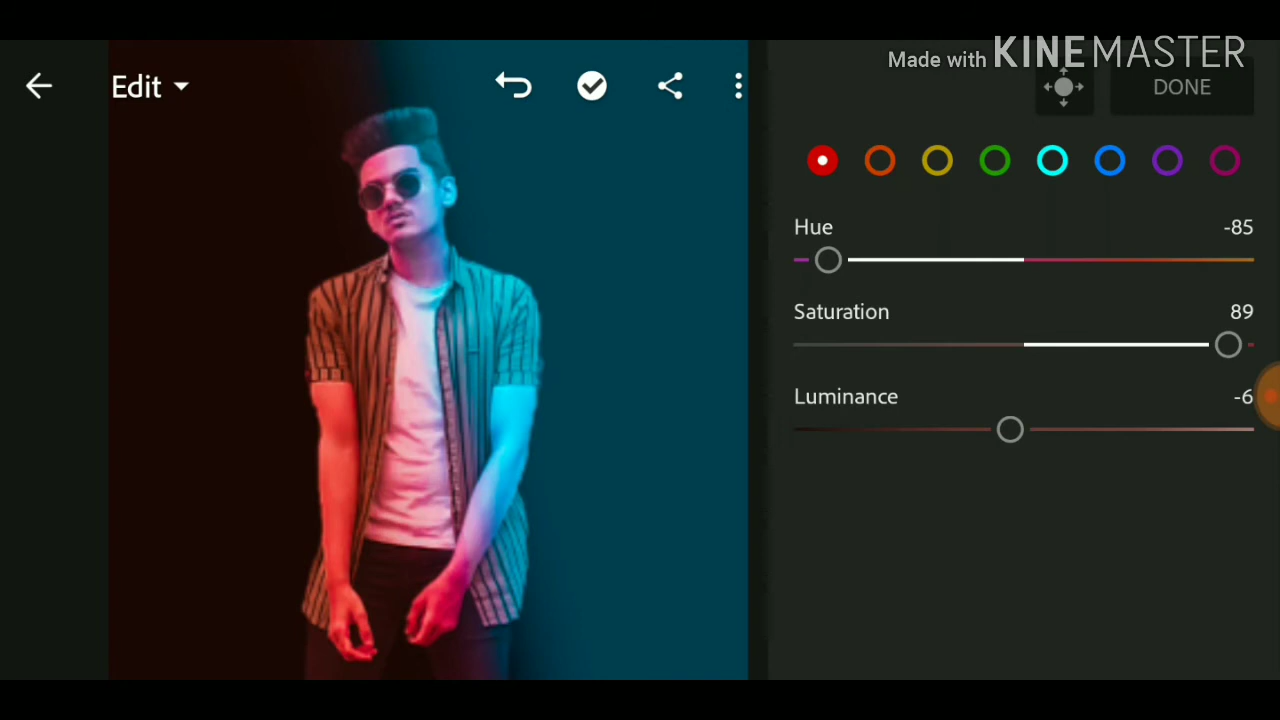 Made with KINEMASTER
Edit
DONE
Hue -85
Saturation 89
Luminance -6